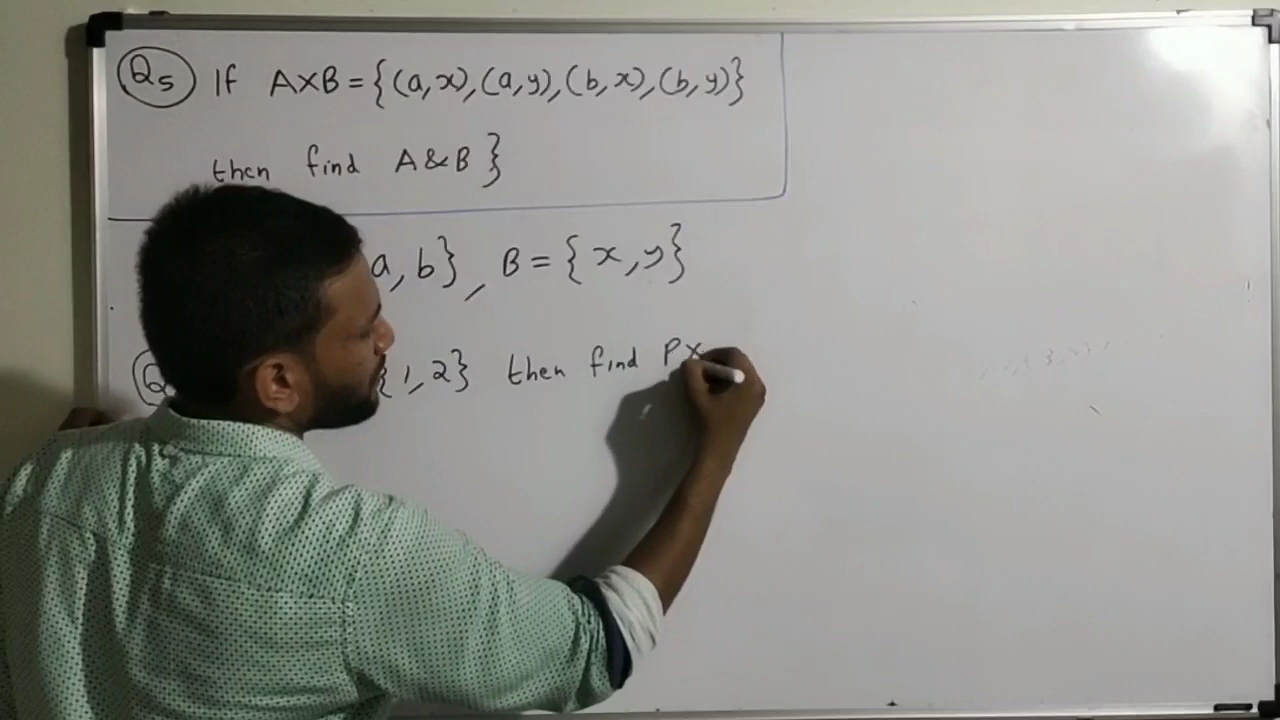 Q5 If A×B = {(a,x),(a,y),(b,x),(b,y)}
then find A & B }
a, b}, B = {x, y}
Q {1, 2} then find P×